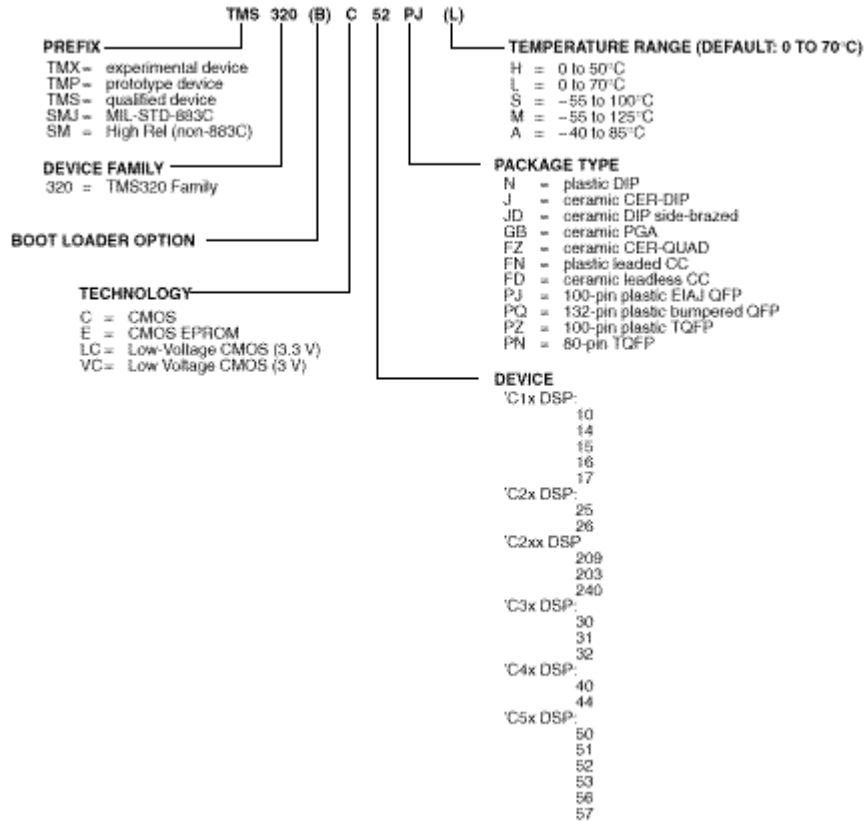 TMS 320 (B) C 52 PJ (L)
PREFIX
TMX = experimental device
TMP = prototype device
TMS = qualified device
SMJ = MIL-STD-883C
SM = High Rel (non-883C)
DEVICE FAMILY
320 = TMS320 Family
BOOT LOADER OPTION
TECHNOLOGY
C = CMOS
E = CMOS EPROM
LC = Low-Voltage CMOS (3.3 V)
VC = Low Voltage CMOS (3 V)
TEMPERATURE RANGE (DEFAULT: 0 TO 70°C)
H = 0 to 50°C
L = 0 to 70°C
S = –55 to 100°C
M = –55 to 125°C
A = –40 to 85°C
PACKAGE TYPE
N = plastic DIP
J = ceramic CER-DIP
JD = ceramic DIP side-brazed
GB = ceramic PGA
FZ = ceramic CER-QUAD
FN = plastic leaded CC
FD = ceramic leadless CC
PJ = 100-pin plastic EIAJ QFP
PQ = 132-pin plastic bumpered QFP
PZ = 100-pin plastic TQFP
PN = 80-pin TQFP
DEVICE
'C1x DSP:
10
14
15
16
17
'C2x DSP:
25
26
'C2xx DSP
209
203
240
'C3x DSP:
30
31
32
'C4x DSP:
40
44
'C5x DSP:
50
51
52
53
56
57